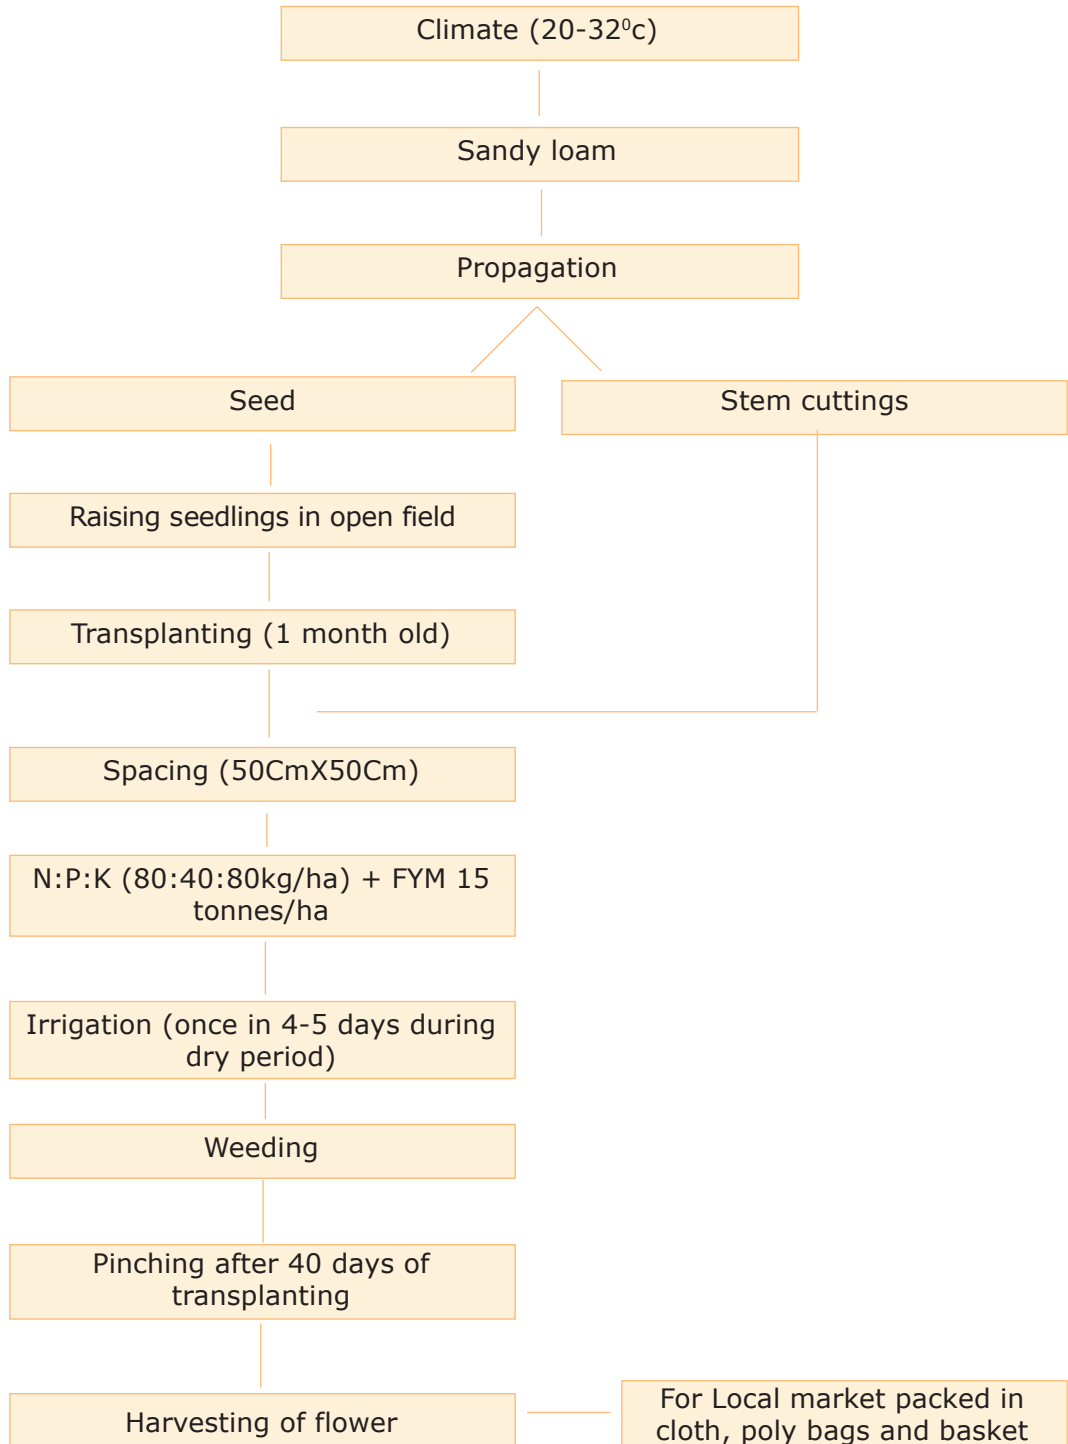 Climate (20-32⁰c)
Sandy loam
Propagation
Seed
Stem cuttings
Raising seedlings in open field
Transplanting (1 month old)
Spacing (50CmX50Cm)
N:P:K (80:40:80kg/ha) + FYM 15
tonnes/ha
Irrigation (once in 4-5 days during
dry period)
Weeding
Pinching after 40 days of
transplanting
Harvesting of flower
For Local market packed in
cloth, poly bags and basket